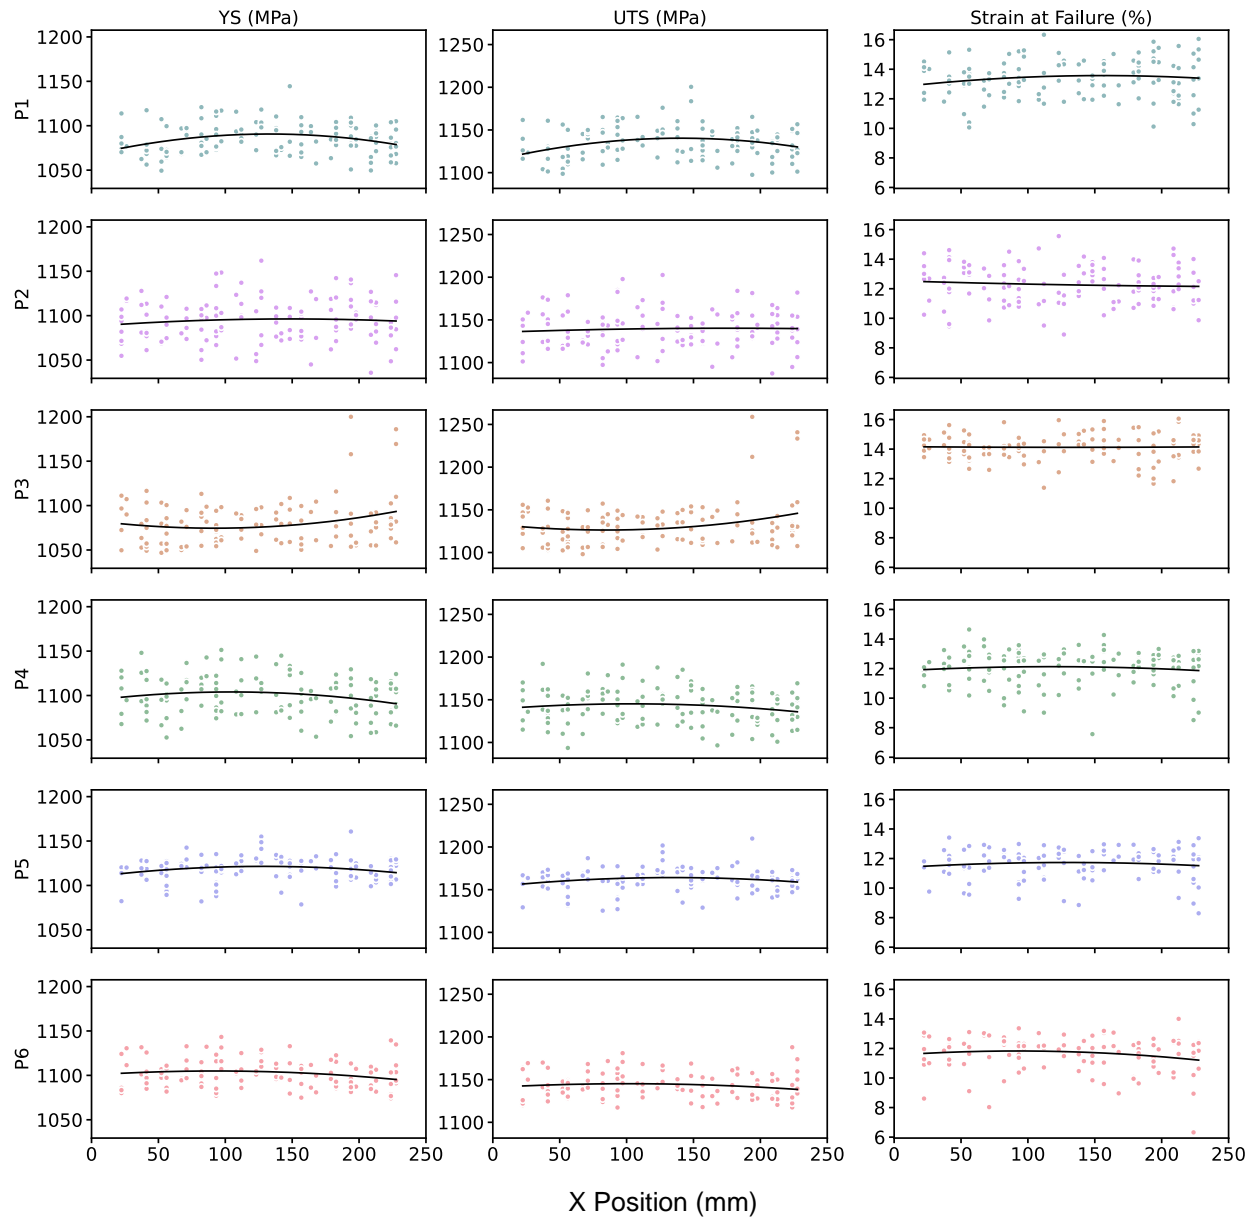 YS (MPa) UTS (MPa) Strain at Failure (%)
P1 1200 1150 1100 1050 1250 1200 1150 1100 16 14 12 10 8 6
P2 1200 1150 1100 1050 1250 1200 1150 1100 16 14 12 10 8 6
P3 1200 1150 1100 1050 1250 1200 1150 1100 16 14 12 10 8 6
P4 1200 1150 1100 1050 1250 1200 1150 1100 16 14 12 10 8 6
P5 1200 1150 1100 1050 1250 1200 1150 1100 16 14 12 10 8 6
P6 1200 1150 1100 1050 1250 1200 1150 1100 16 14 12 10 8 6
0 50 100 150 200 250 0 50 100 150 200 250 0 50 100 150 200 250
X Position (mm)